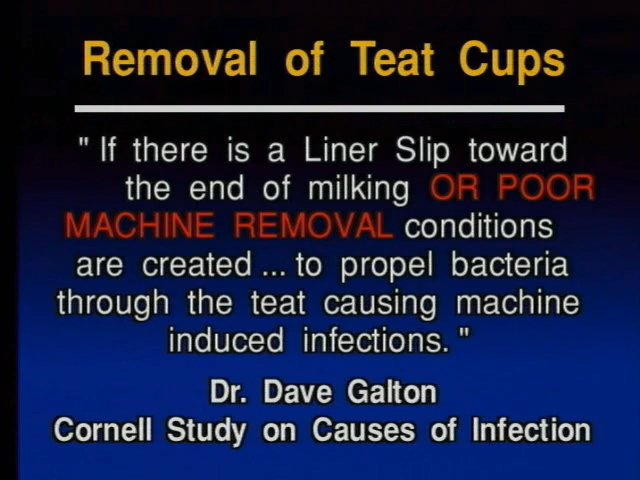 Removal of Teat Cups
" If there is a Liner Slip toward
the end of milking OR POOR
MACHINE REMOVAL conditions
are created ... to propel bacteria
through the teat causing machine
induced infections. "
Dr. Dave Galton
Cornell Study on Causes of Infection